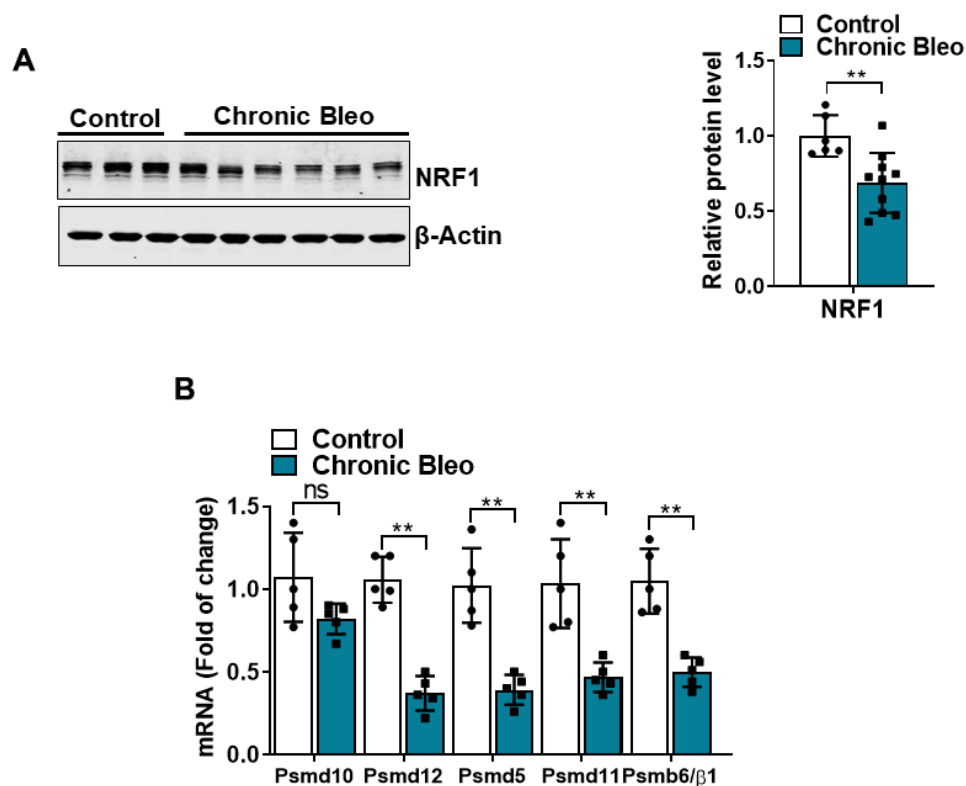 A
Control Chronic Bleo
NRF1
β-Actin
Control
Chronic Bleo
Relative protein level
1.5
1.0
0.5
0.0
**
NRF1
B
Control
Chronic Bleo
mRNA (Fold of change)
1.5
1.0
0.5
0.0
ns ** ** ** **
Psmd10 Psmd12 Psmd5 Psmd11 Psmb6/β1